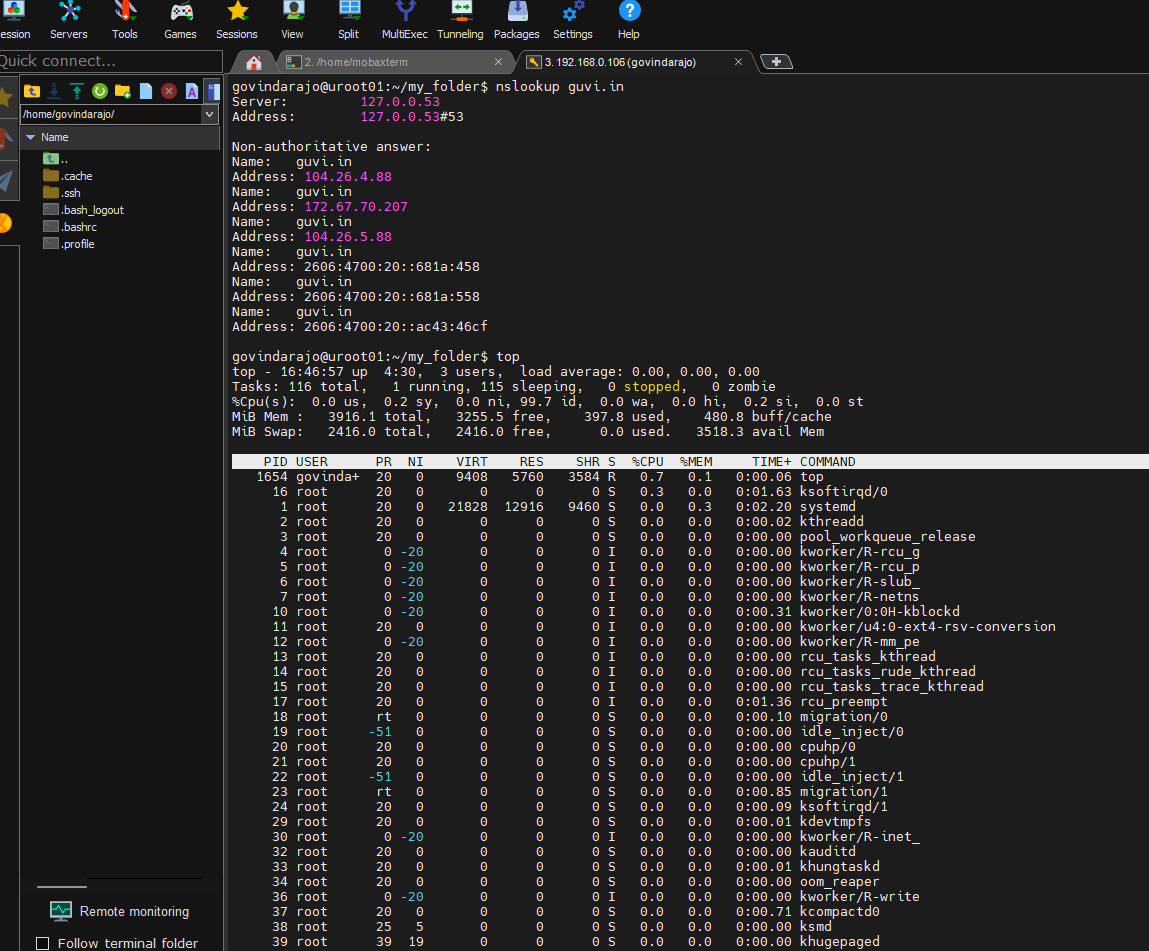 ession Servers Tools Games Sessions View Split MultiExec Tunneling Packages Settings Help
Quick connect...
2. /home/mobaxterm
3. 192.168.0.106 (govindarajo)
/home/govindarajo/
Name
..
.cache
.ssh
.bash_logout
.bashrc
.profile
Remote monitoring
Follow terminal folder
govindarajo@uroot01:~/my_folder$ nslookup guvi.in
Server: 127.0.0.53
Address: 127.0.0.53#53
Non-authoritative answer:
Name: guvi.in
Address: 104.26.4.88
Name: guvi.in
Address: 172.67.70.207
Name: guvi.in
Address: 104.26.5.88
Name: guvi.in
Address: 2606:4700:20::681a:458
Name: guvi.in
Address: 2606:4700:20::681a:558
Name: guvi.in
Address: 2606:4700:20::ac43:46cf
govindarajo@uroot01:~/my_folder$ top
top - 16:46:57 up 4:30, 3 users, load average: 0.00, 0.00, 0.00
Tasks: 116 total, 1 running, 115 sleeping, 0 stopped, 0 zombie
%Cpu(s): 0.0 us, 0.2 sy, 0.0 ni, 99.7 id, 0.0 wa, 0.0 hi, 0.2 si, 0.0 st
MiB Mem : 3916.1 total, 3255.5 free, 397.8 used, 480.8 buff/cache
MiB Swap: 2416.0 total, 2416.0 free, 0.0 used. 3518.3 avail Mem
PID USER PR NI VIRT RES SHR S %CPU %MEM TIME+ COMMAND
1654 govinda+ 20 0 9408 5760 3584 R 0.7 0.1 0:00.06 top
16 root 20 0 0 0 0 S 0.3 0.0 0:01.63 ksoftirqd/0
1 root 20 0 21828 12916 9460 S 0.0 0.3 0:02.20 systemd
2 root 20 0 0 0 0 S 0.0 0.0 0:00.02 kthreadd
3 root 20 0 0 0 0 S 0.0 0.0 0:00.00 pool_workqueue_release
4 root 0 -20 0 0 0 I 0.0 0.0 0:00.00 kworker/R-rcu_g
5 root 0 -20 0 0 0 I 0.0 0.0 0:00.00 kworker/R-rcu_p
6 root 0 -20 0 0 0 I 0.0 0.0 0:00.00 kworker/R-slub_
7 root 0 -20 0 0 0 I 0.0 0.0 0:00.00 kworker/R-netns
10 root 0 -20 0 0 0 I 0.0 0.0 0:00.31 kworker/0:0H-kblockd
11 root 20 0 0 0 0 I 0.0 0.0 0:00.00 kworker/u4:0-ext4-rsv-conversion
12 root 0 -20 0 0 0 I 0.0 0.0 0:00.00 kworker/R-mm_pe
13 root 20 0 0 0 0 I 0.0 0.0 0:00.00 rcu_tasks_kthread
14 root 20 0 0 0 0 I 0.0 0.0 0:00.00 rcu_tasks_rude_kthread
15 root 20 0 0 0 0 I 0.0 0.0 0:00.00 rcu_tasks_trace_kthread
17 root 20 0 0 0 0 I 0.0 0.0 0:01.36 rcu_preempt
18 root rt 0 0 0 0 S 0.0 0.0 0:00.10 migration/0
19 root -51 0 0 0 0 S 0.0 0.0 0:00.00 idle_inject/0
20 root 20 0 0 0 0 S 0.0 0.0 0:00.00 cpuhp/0
21 root 20 0 0 0 0 S 0.0 0.0 0:00.00 cpuhp/1
22 root -51 0 0 0 0 S 0.0 0.0 0:00.00 idle_inject/1
23 root rt 0 0 0 0 S 0.0 0.0 0:00.85 migration/1
24 root 20 0 0 0 0 S 0.0 0.0 0:00.09 ksoftirqd/1
29 root 20 0 0 0 0 S 0.0 0.0 0:00.01 kdevtmpfs
30 root 0 -20 0 0 0 I 0.0 0.0 0:00.00 kworker/R-inet_
32 root 20 0 0 0 0 S 0.0 0.0 0:00.00 kauditd
33 root 20 0 0 0 0 S 0.0 0.0 0:00.01 khungtaskd
34 root 20 0 0 0 0 S 0.0 0.0 0:00.00 oom_reaper
36 root 0 -20 0 0 0 I 0.0 0.0 0:00.00 kworker/R-write
37 root 20 0 0 0 0 S 0.0 0.0 0:00.71 kcompactd0
38 root 25 5 0 0 0 S 0.0 0.0 0:00.00 ksmd
39 root 39 19 0 0 0 S 0.0 0.0 0:00.00 khugepaged